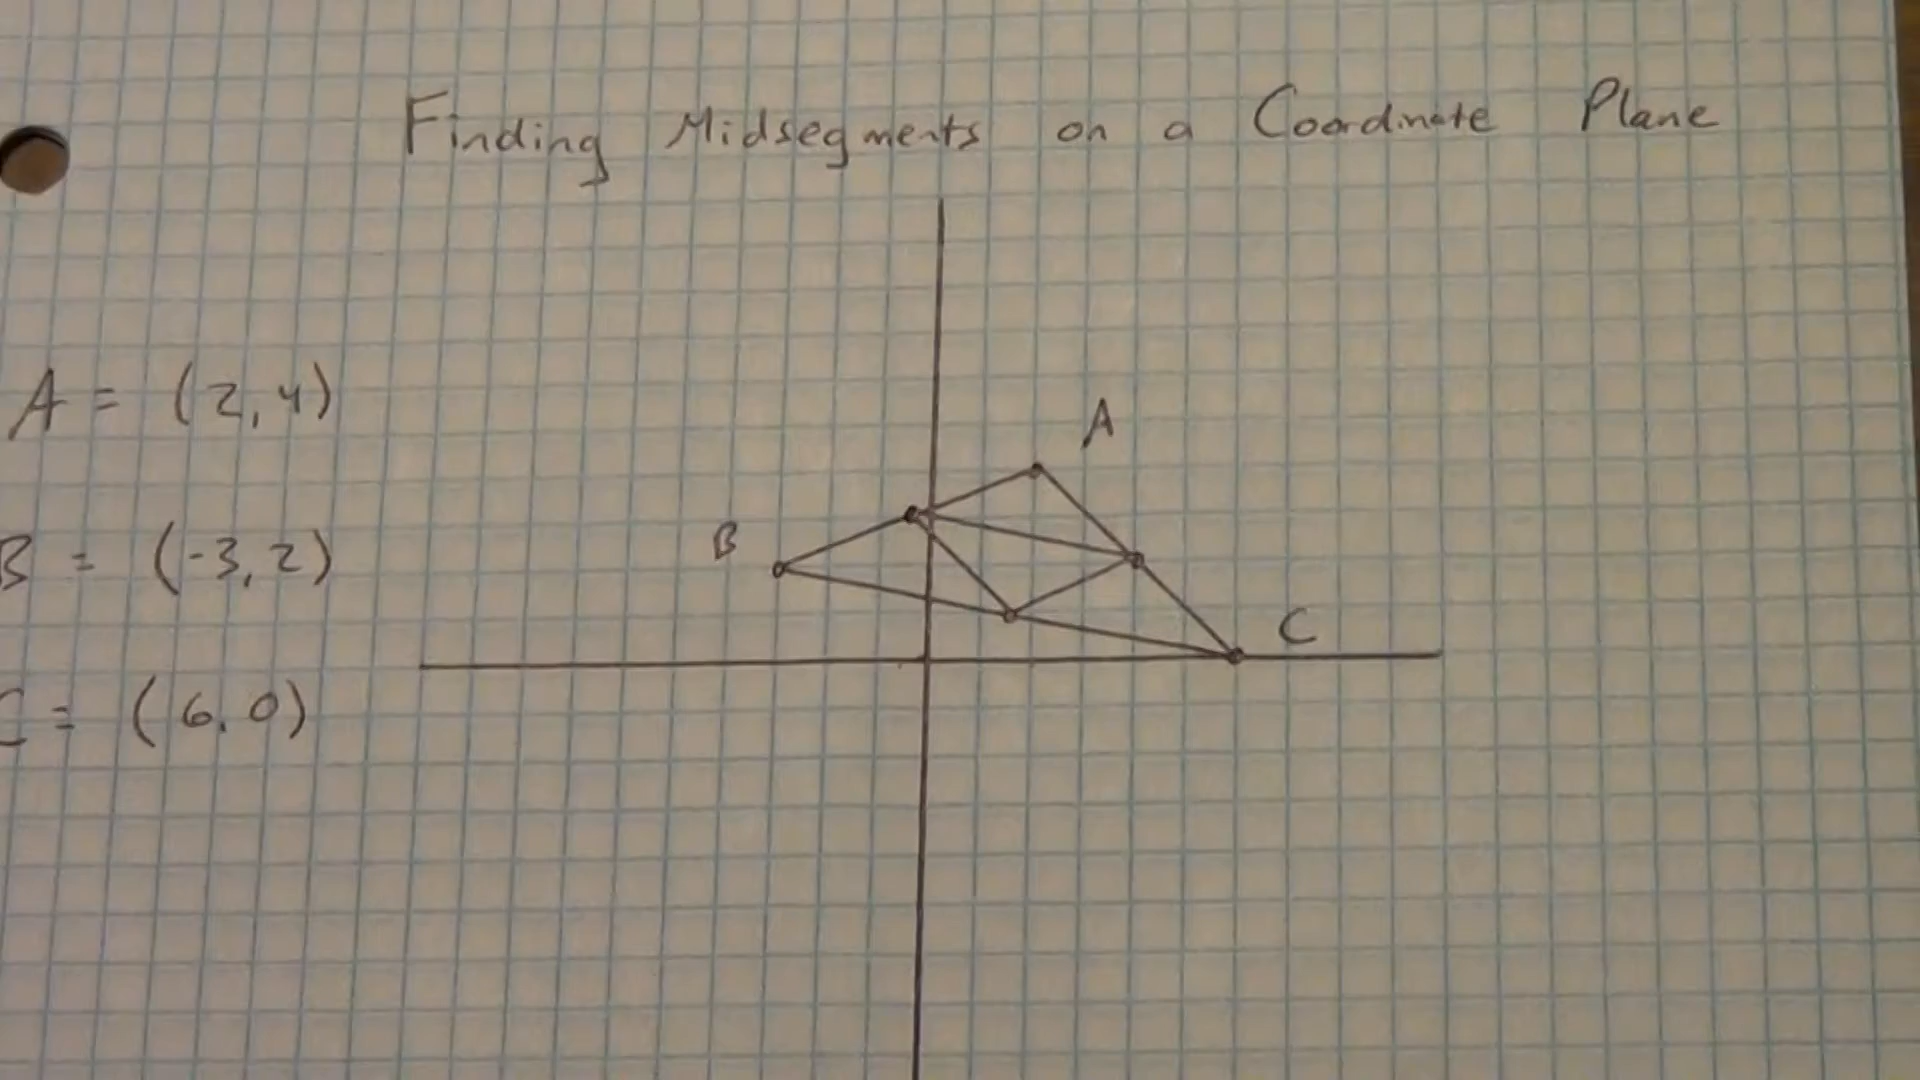 Finding Midsegments on a Coordinate Plane
A
A = (2,4)
B
B = (-3,2)
C
C = (6,0)